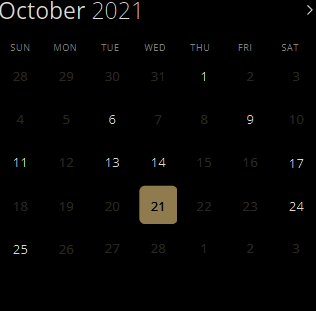 October 2021 >
SUN MON TUE WED THU FRI SAT
28 29 30 31 1 2 3
4 5 6 7 8 9 10
11 12 13 14 15 16 17
18 19 20 21 22 23 24
25 26 27 28 1 2 3